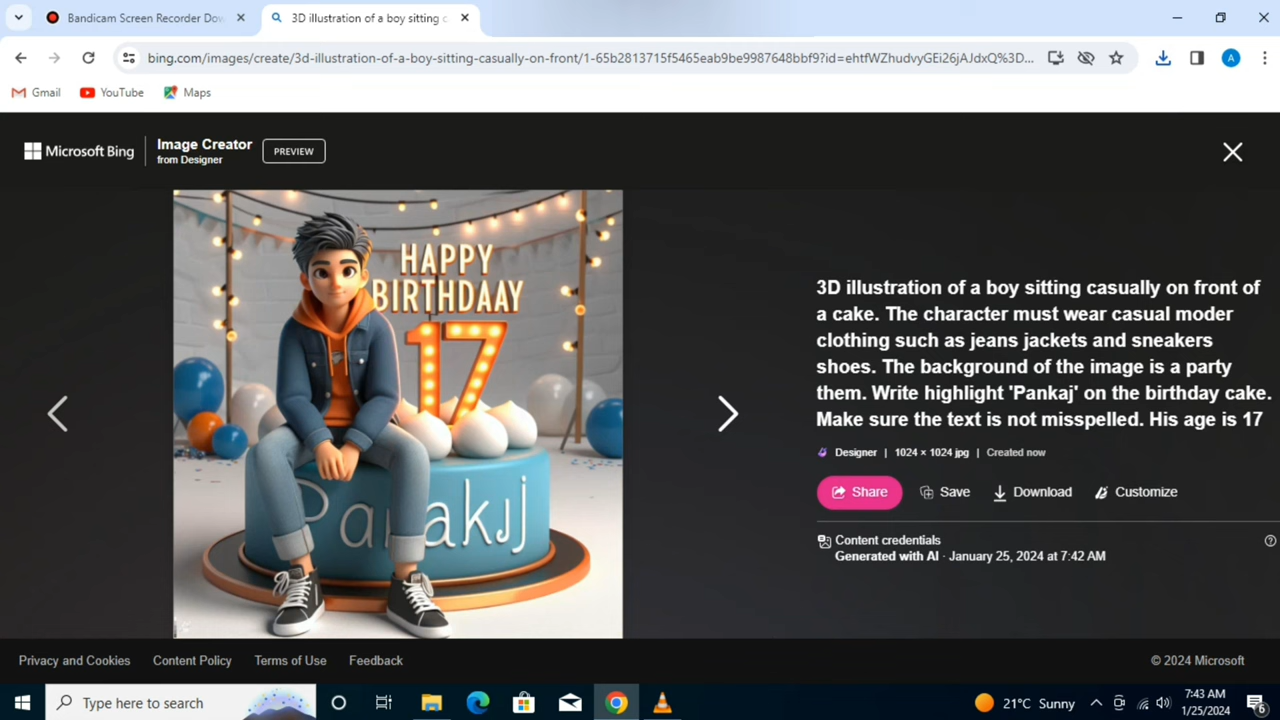 Bandicam Screen Recorder Dow
3D illustration of a boy sitting c
bing.com/images/create/3d-illustration-of-a-boy-sitting-casually-on-front/1-65b2813715f5465eab9be9987648bbf9?id=ehtfWZhudvyGEi26jAJdxQ%3D...
A
Gmail
YouTube
Maps
Microsoft Bing
Image Creator
from Designer
PREVIEW
HAPPY
BIRTHDAAY
17
3D illustration of a boy sitting casually on front of
a cake. The character must wear casual moder
clothing such as jeans jackets and sneakers
shoes. The background of the image is a party
them. Write highlight 'Pankaj' on the birthday cake.
Make sure the text is not misspelled. His age is 17
Designer | 1024 × 1024 jpg | Created now
Share
Save
Download
Customize
Content credentials
Generated with AI · January 25, 2024 at 7:42 AM
Privacy and Cookies
Content Policy
Terms of Use
Feedback
© 2024 Microsoft
Type here to search
21°C Sunny
7:43 AM
1/25/2024
6